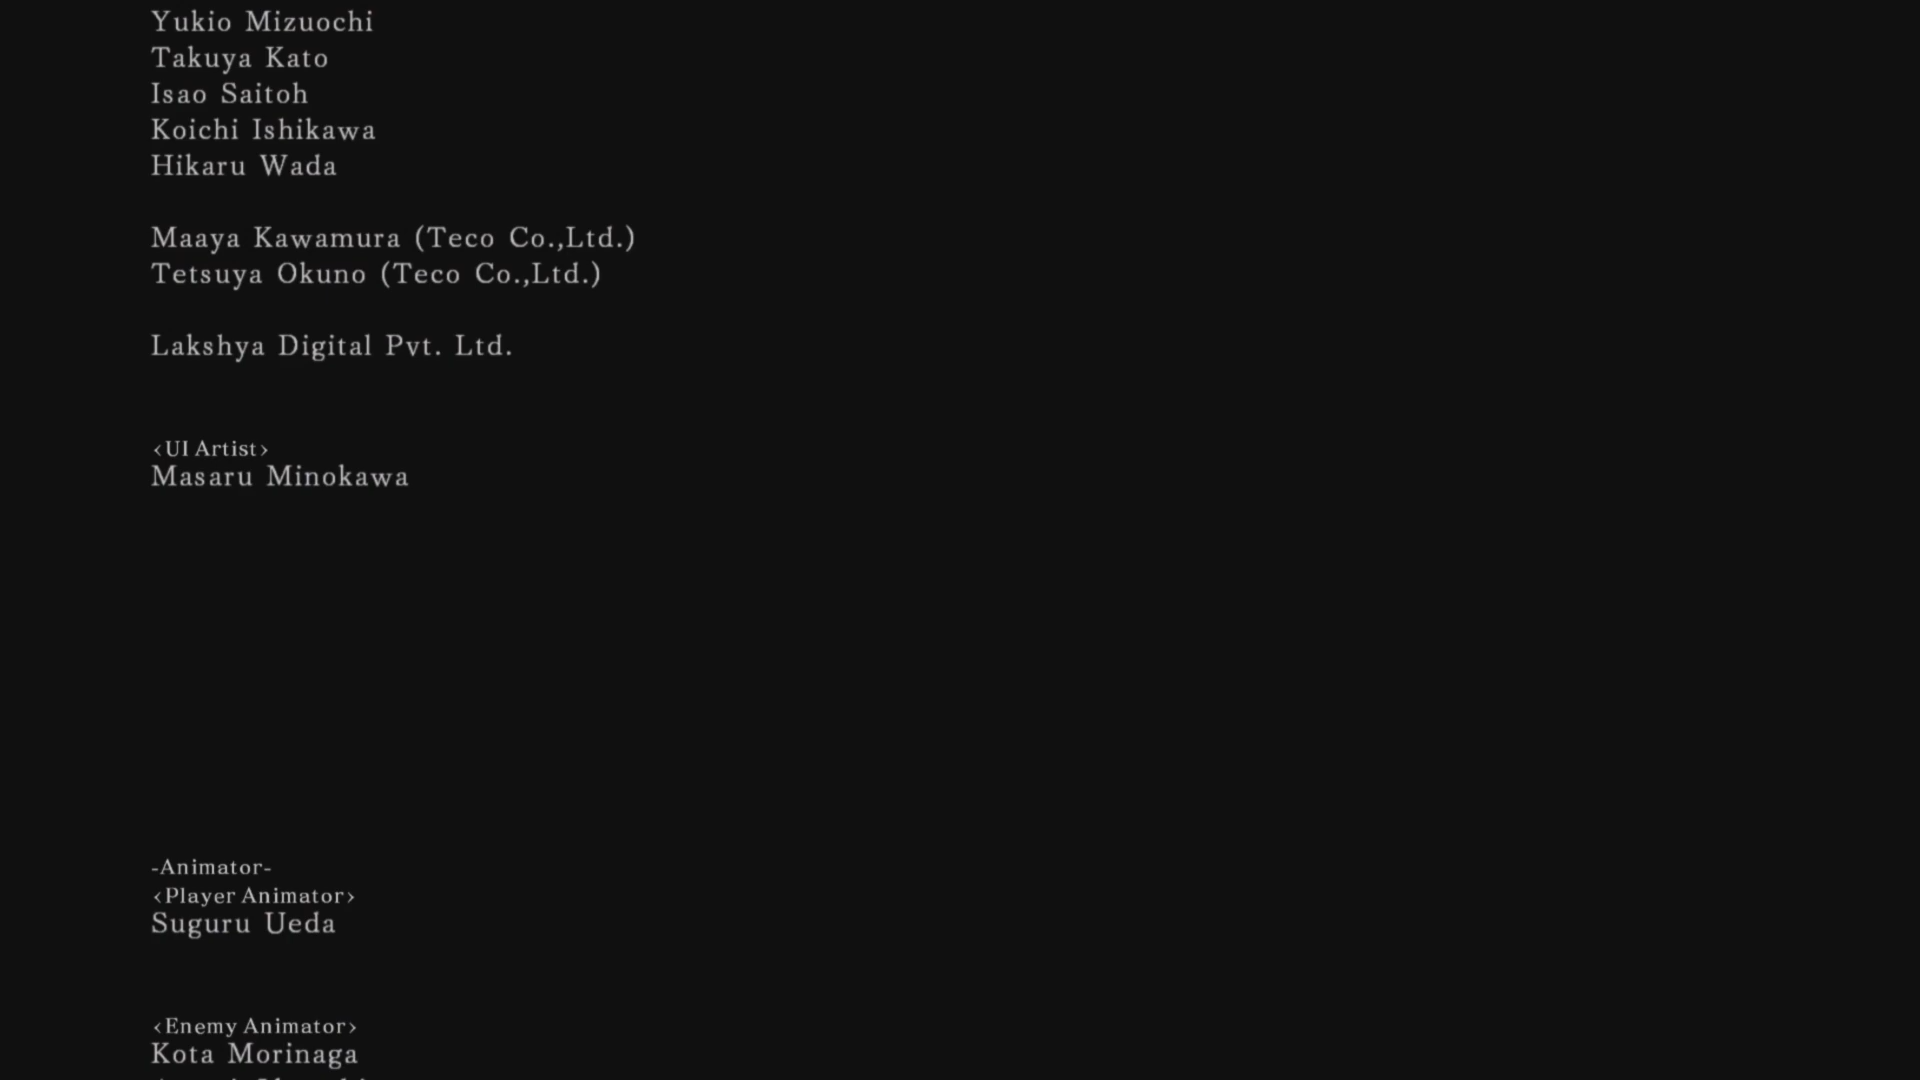 Yukio Mizuochi
Takuya Kato
Isao Saitoh
Koichi Ishikawa
Hikaru Wada
Maaya Kawamura (Teco Co.,Ltd.)
Tetsuya Okuno (Teco Co.,Ltd.)
Lakshya Digital Pvt. Ltd.
<UI Artist>
Masaru Minokawa
-Animator-
<Player Animator>
Suguru Ueda
<Enemy Animator>
Kota Morinaga